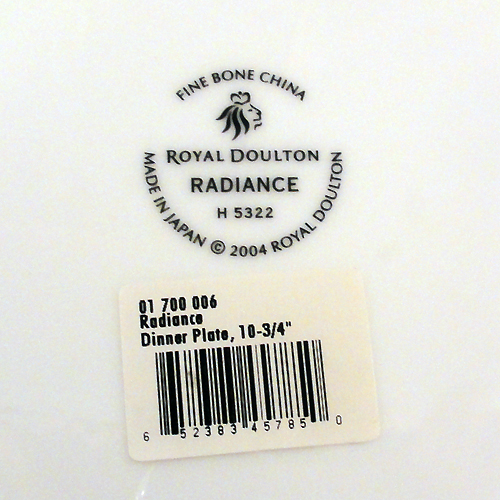 FINE BONE CHINA
ROYAL DOULTON
RADIANCE
H 5322
MADE IN JAPAN © 2004 ROYAL DOULTON
01 700 006
Radiance
Dinner Plate, 10-3/4"
6 52383 45785 0